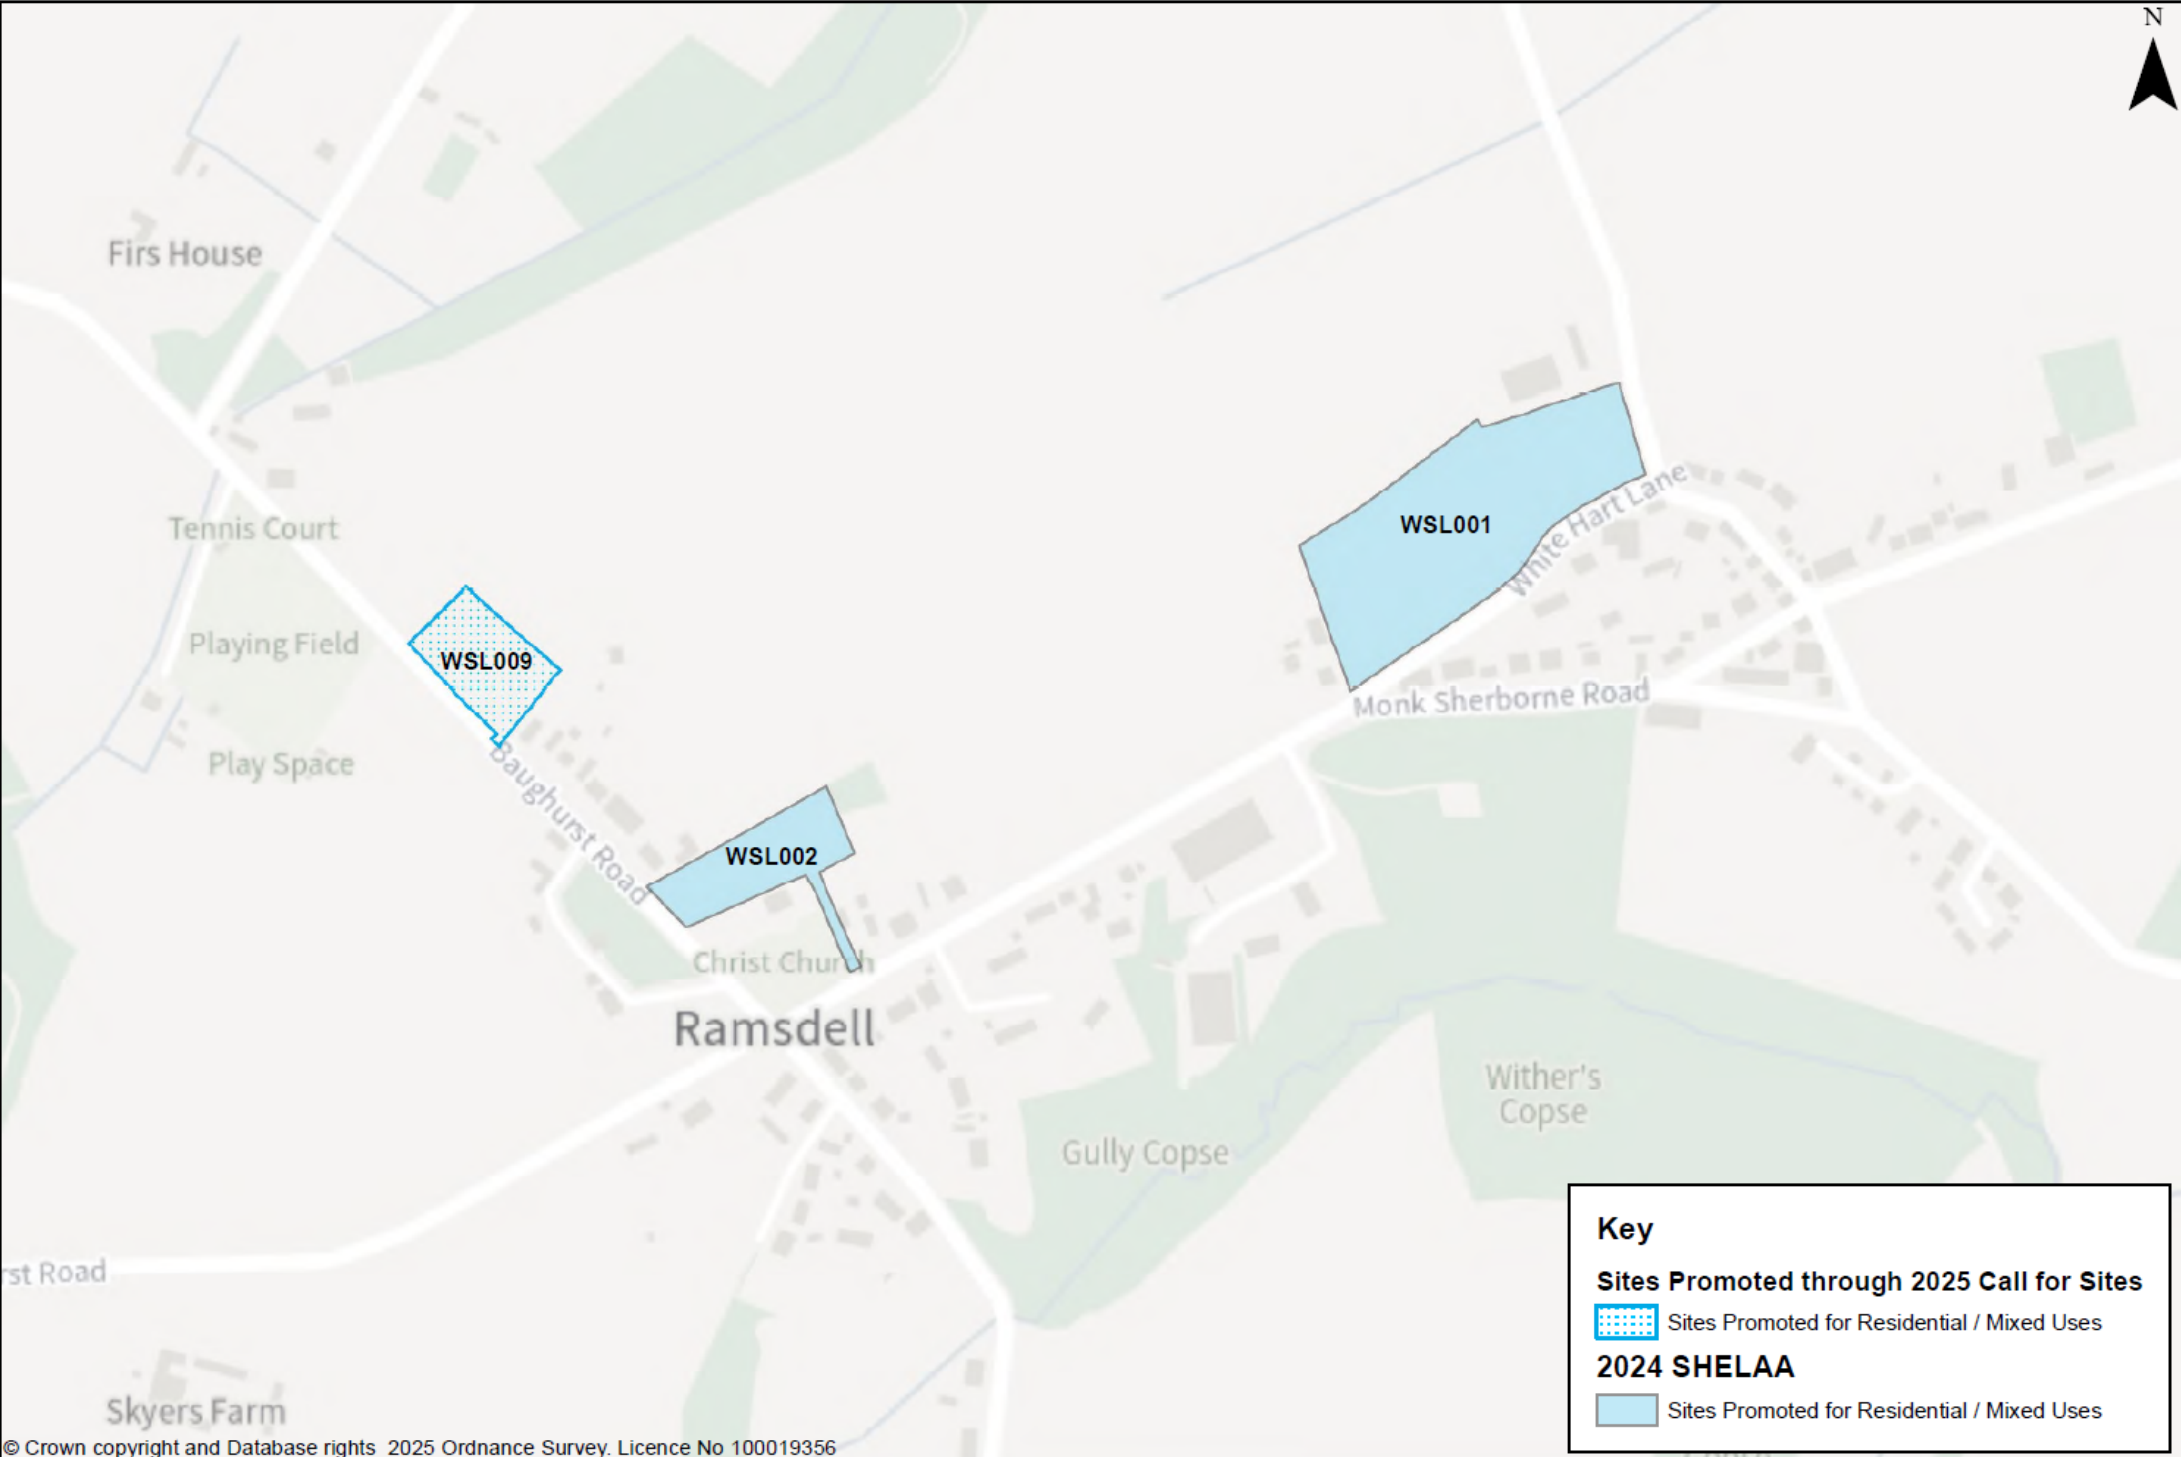 N
Firs House
Tennis Court
WSL001
White Hart Lane
Playing Field
WSL009
Monk Sherborne Road
Play Space
Baughurst Road
WSL002
Christ Church
Ramsdell
Wither's
Copse
Gully Copse
rst Road
Skyers Farm
Key
Sites Promoted through 2025 Call for Sites
Sites Promoted for Residential / Mixed Uses
2024 SHELAA
Sites Promoted for Residential / Mixed Uses
© Crown copyright and Database rights 2025 Ordnance Survey. Licence No 100019356